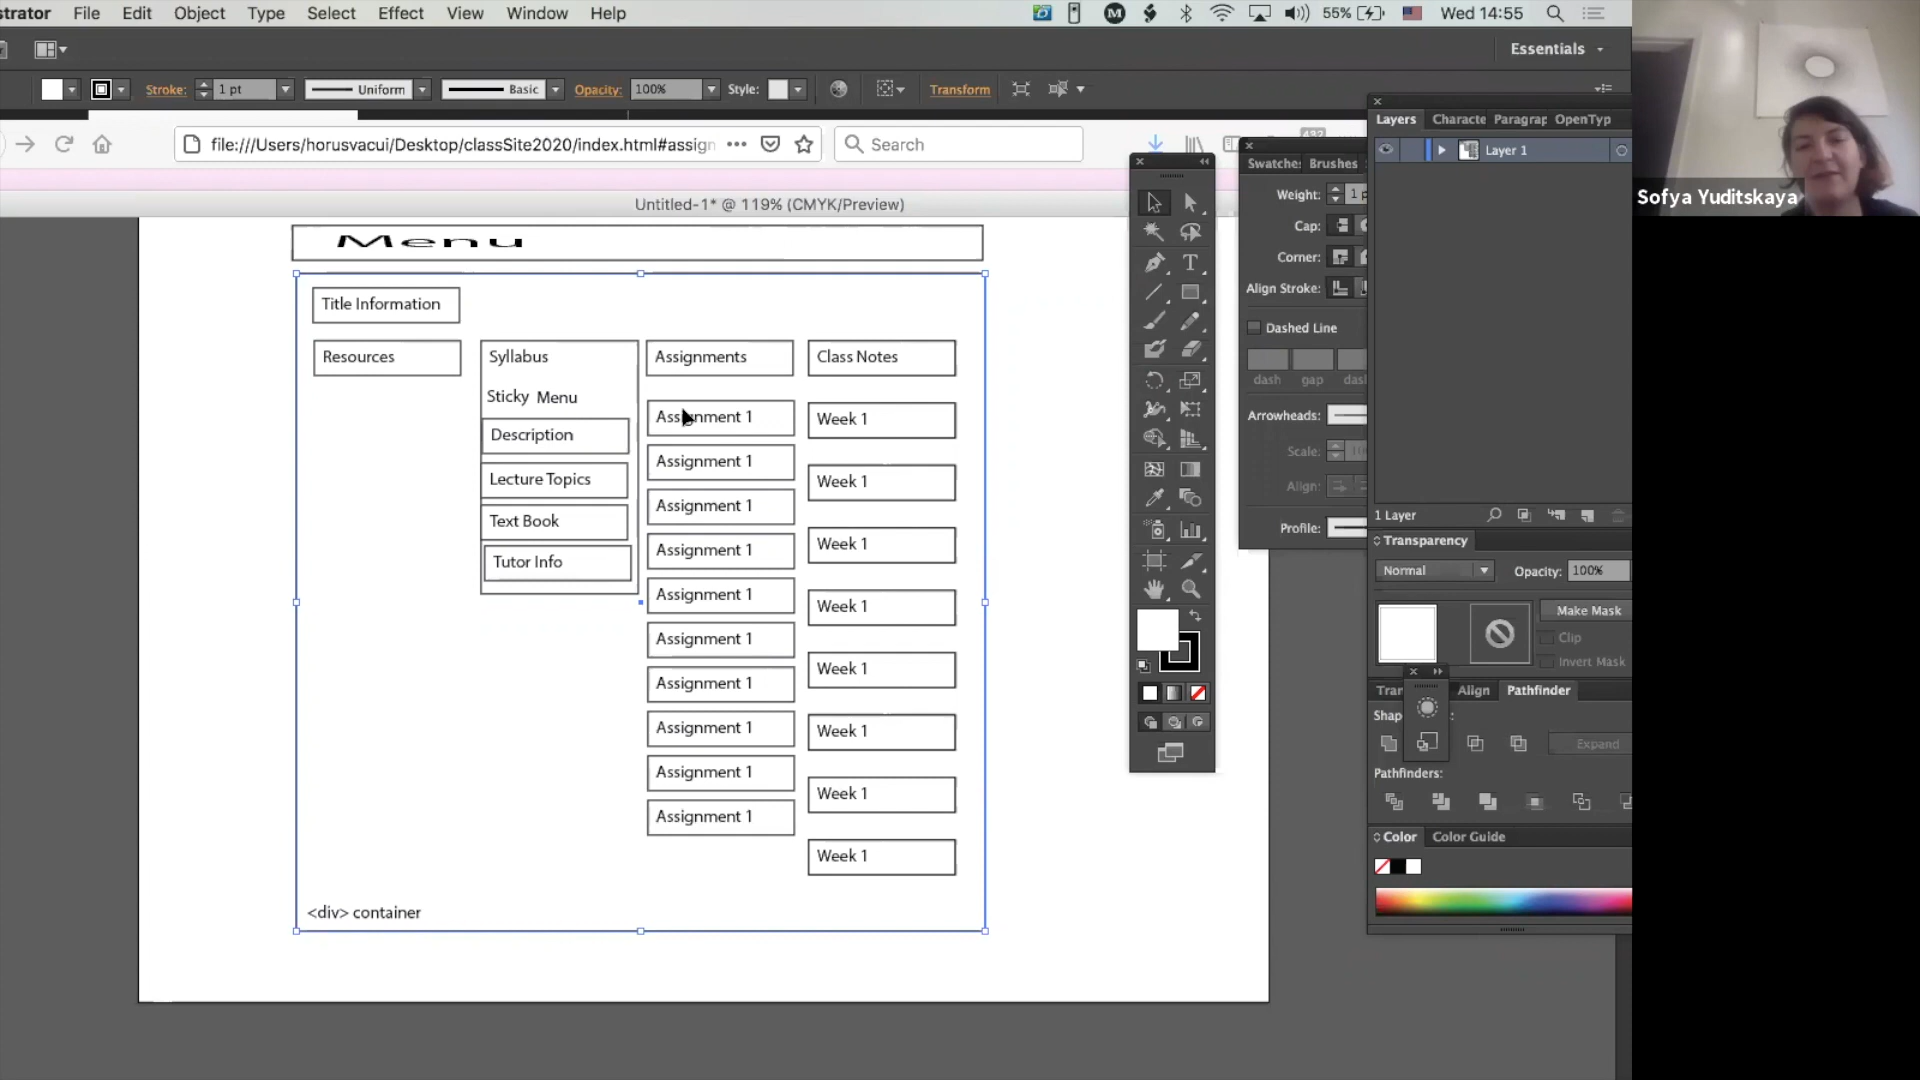 strator File Edit Object Type Select Effect View Window Help 55% Wed 14:55
Essentials
Stroke: 1 pt Uniform Basic Opacity: 100% Style: Transform
file:///Users/horusvacui/Desktop/classSite2020/index.html#assign Search
Untitled-1* @ 119% (CMYK/Preview)
Menu
Title Information
Resources
Syllabus
Sticky Menu
Description
Lecture Topics
Text Book
Tutor Info
Assignments
Assignment 1
Assignment 1
Assignment 1
Assignment 1
Assignment 1
Assignment 1
Assignment 1
Assignment 1
Assignment 1
Assignment 1
Class Notes
Week 1
Week 1
Week 1
Week 1
Week 1
Week 1
Week 1
Week 1
<div> container
Swatches Brushes
Weight: 1 p
Cap:
Corner:
Align Stroke:
Dashed Line
dash gap das
Arrowheads:
Scale:
Align:
Profile:
Layers Characte Paragrap OpenTyp
Layer 1
1 Layer
Transparency
Normal Opacity: 100%
Make Mask
Clip
Invert Mask
Tran Align Pathfinder
Shap :
Expand
Pathfinders:
Color Color Guide
Sofya Yuditskaya